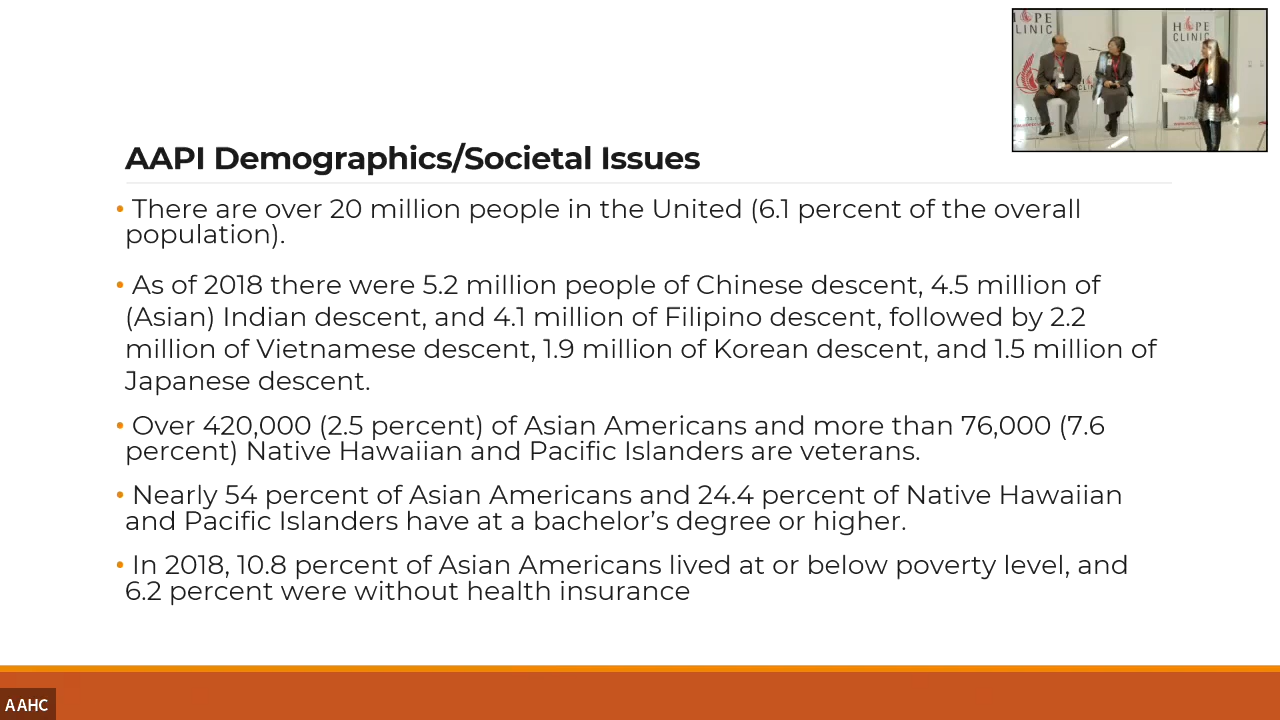 HOPE
CLINIC
H PE
CLINIC
AAPI Demographics/Societal Issues
• There are over 20 million people in the United (6.1 percent of the overall
population).
• As of 2018 there were 5.2 million people of Chinese descent, 4.5 million of
(Asian) Indian descent, and 4.1 million of Filipino descent, followed by 2.2
million of Vietnamese descent, 1.9 million of Korean descent, and 1.5 million of
Japanese descent.
• Over 420,000 (2.5 percent) of Asian Americans and more than 76,000 (7.6
percent) Native Hawaiian and Pacific Islanders are veterans.
• Nearly 54 percent of Asian Americans and 24.4 percent of Native Hawaiian
and Pacific Islanders have at a bachelor’s degree or higher.
• In 2018, 10.8 percent of Asian Americans lived at or below poverty level, and
6.2 percent were without health insurance
AAHC